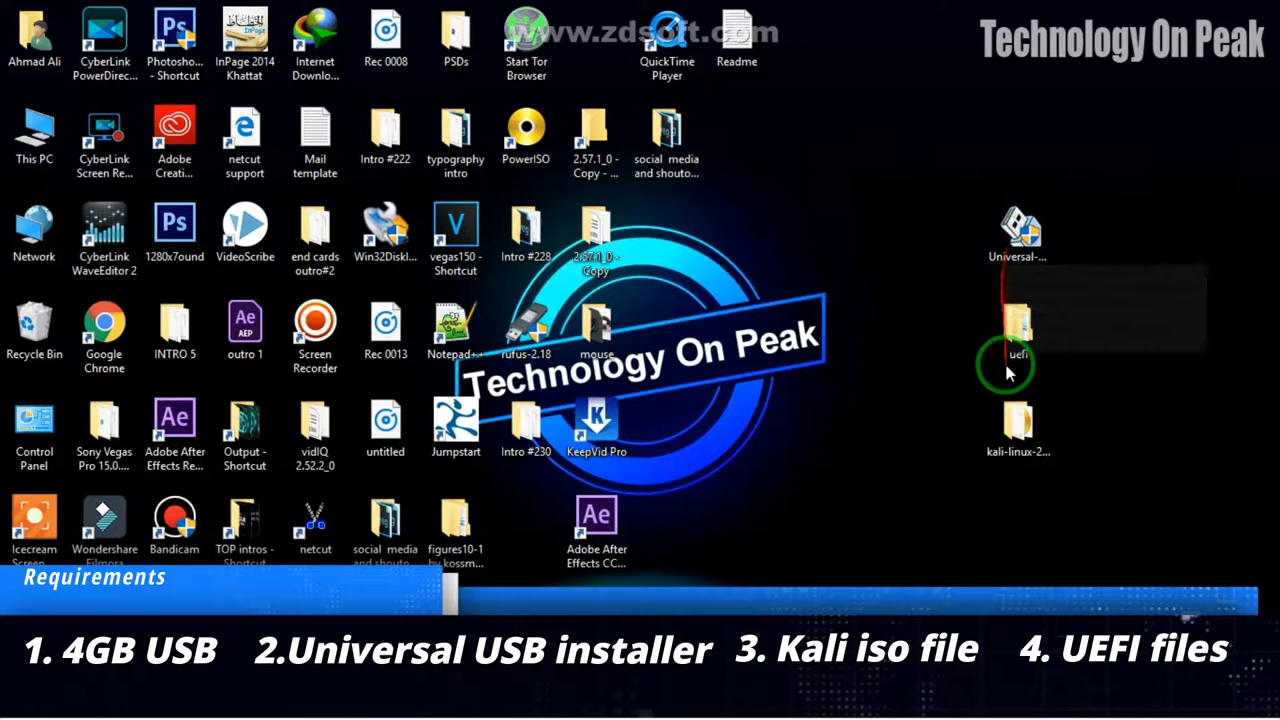 www.zdsoft.com
Technology On Peak
Ahmad Ali
CyberLink
PowerDirec...
Photosho...
- Shortcut
InPage 2014
Khattat
Internet
Downlo...
Rec 0008
PSDs
Start Tor
Browser
QuickTime
Player
Readme
This PC
CyberLink
Screen Re...
Adobe
Creati...
netcut
support
Mail
template
Intro #222
typography
intro
PowerISO
2.57.1_0 -
Copy - ...
social media
and shouto...
Network
CyberLink
WaveEditor 2
1280x7ound
VideoScribe
end cards
outro#2
Win32DiskI...
vegas150 -
Shortcut
Intro #228
2.57.1_0 -
Copy
Universal-...
Recycle Bin
Google
Chrome
INTRO 5
outro 1
Screen
Recorder
Rec 0013
Notepad++
rufus-2.18
mouse
uefi
Technology On Peak
Control
Panel
Sony Vegas
Pro 15.0....
Adobe After
Effects Re...
Output -
Shortcut
vidIQ
2.52.2_0
untitled
Jumpstart
Intro #230
KeepVid Pro
kali-linux-2...
Icecream
Screen
Wondershare
Filmora
Bandicam
TOP intros -
Shortcut
netcut
social media
and shouto...
figures10-1
by kossm...
Adobe After
Effects CC...
Requirements
1. 4GB USB 2.Universal USB installer 3. Kali iso file 4. UEFI files